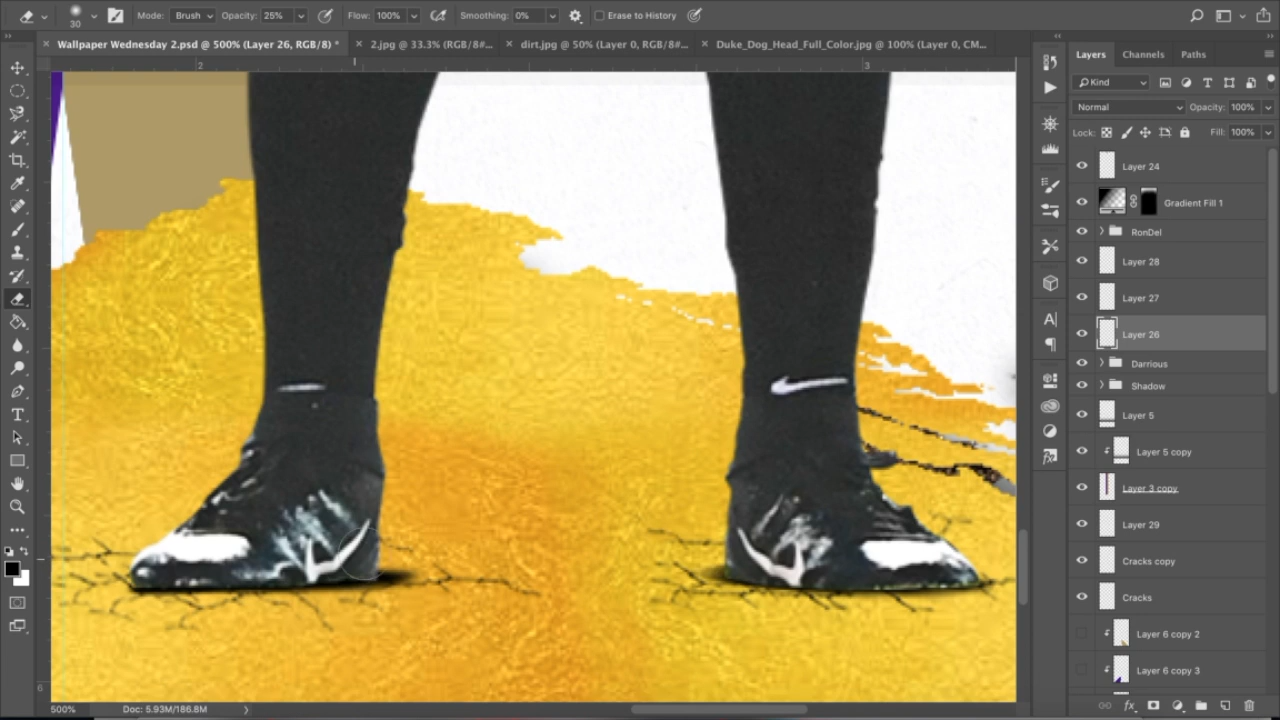 30 Mode: Brush Opacity: 25% Flow: 100% Smoothing: 0% Erase to History
Wallpaper Wednesday 2.psd @ 500% (Layer 26, RGB/8) * 2.jpg @ 33.3% (RGB/8#... dirt.jpg @ 50% (Layer 0, RGB/8#... Duke_Dog_Head_Full_Color.jpg @ 100% (Layer 0, CM...
2 3
Layers Channels Paths
Kind
Normal Opacity: 100%
Lock: Fill: 100%
Layer 24
Gradient Fill 1
RonDel
Layer 28
Layer 27
Layer 26
Darrious
Shadow
Layer 5
Layer 5 copy
Layer 3 copy
Layer 29
Cracks copy
Cracks
Layer 6 copy 2
Layer 6 copy 3
6
500% Doc: 5.93M/186.8M